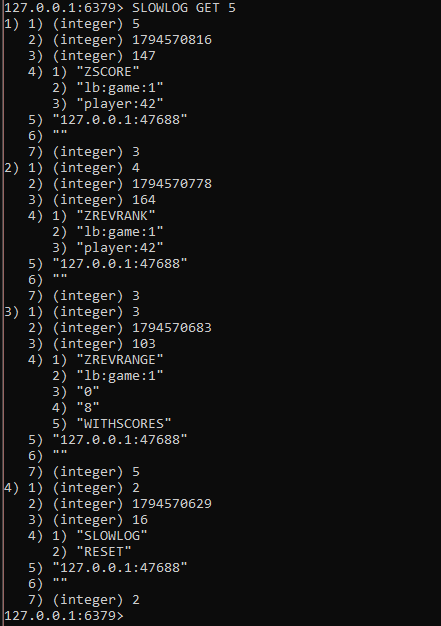 127.0.0.1:6379> SLOWLOG GET 5
1) 1) (integer) 5
   2) (integer) 1794570816
   3) (integer) 147
   4) 1) "ZSCORE"
      2) "lb:game:1"
      3) "player:42"
   5) "127.0.0.1:47688"
   6) ""
   7) (integer) 3
2) 1) (integer) 4
   2) (integer) 1794570778
   3) (integer) 164
   4) 1) "ZREVRANK"
      2) "lb:game:1"
      3) "player:42"
   5) "127.0.0.1:47688"
   6) ""
   7) (integer) 3
3) 1) (integer) 3
   2) (integer) 1794570683
   3) (integer) 103
   4) 1) "ZREVRANGE"
      2) "lb:game:1"
      3) "0"
      4) "8"
      5) "WITHSCORES"
   5) "127.0.0.1:47688"
   6) ""
   7) (integer) 5
4) 1) (integer) 2
   2) (integer) 1794570629
   3) (integer) 16
   4) 1) "SLOWLOG"
      2) "RESET"
   5) "127.0.0.1:47688"
   6) ""
   7) (integer) 2
127.0.0.1:6379>